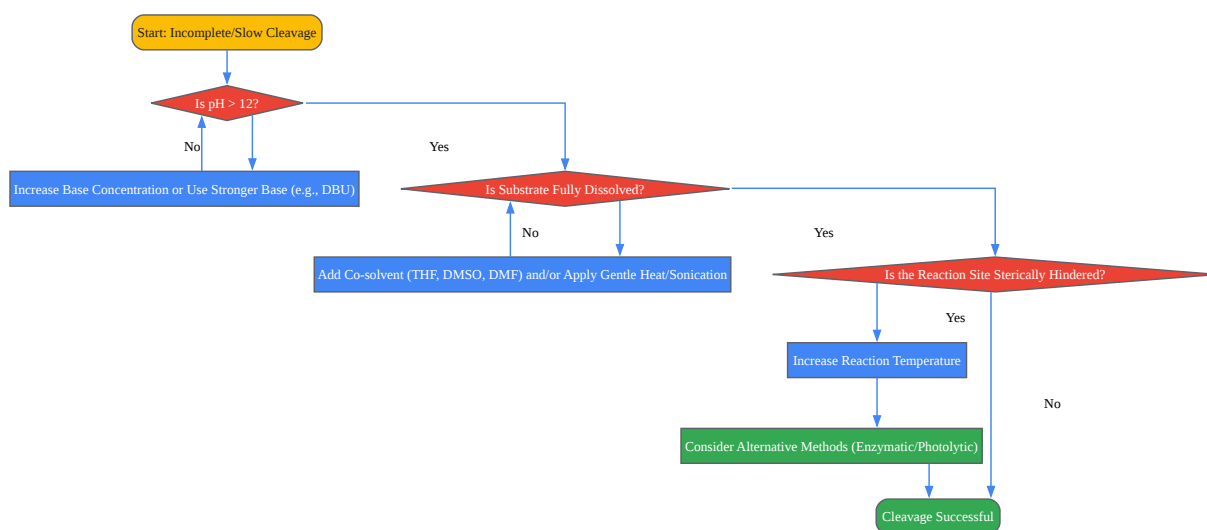 Start: Incomplete/Slow Cleavage
Is pH > 12?
No
Yes
Increase Base Concentration or Use Stronger Base (e.g., DBU)
Is Substrate Fully Dissolved?
No
Yes
Add Co-solvent (THF, DMSO, DMF) and/or Apply Gentle Heat/Sonication
Is the Reaction Site Sterically Hindered?
Yes
Increase Reaction Temperature
No
Consider Alternative Methods (Enzymatic/Photolytic)
Cleavage Successful